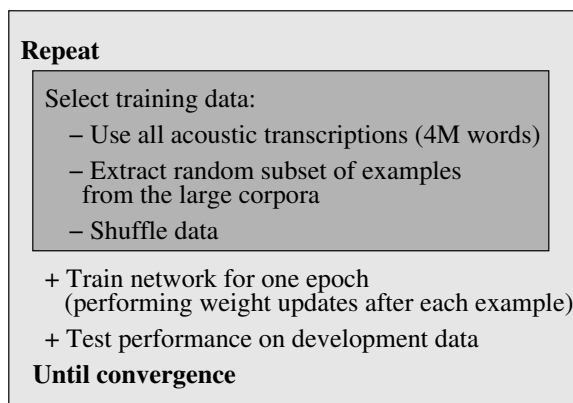 Repeat
Select training data:
− Use all acoustic transcriptions (4M words)
− Extract random subset of examples
from the large corpora
− Shuffle data
+ Train network for one epoch
(performing weight updates after each example)
+ Test performance on development data
Until convergence